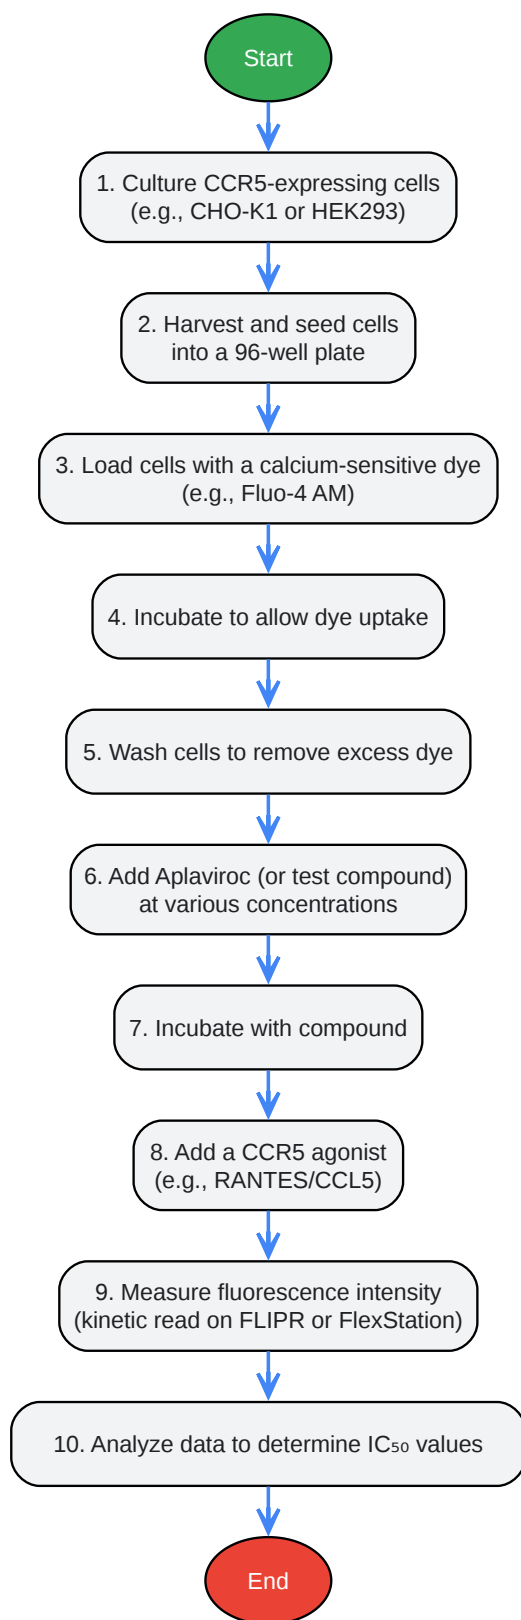 Start
1. Culture CCR5-expressing cells
(e.g., CHO-K1 or HEK293)
2. Harvest and seed cells
into a 96-well plate
3. Load cells with a calcium-sensitive dye
(e.g., Fluo-4 AM)
4. Incubate to allow dye uptake
5. Wash cells to remove excess dye
6. Add Aplaviroc (or test compound)
at various concentrations
7. Incubate with compound
8. Add a CCR5 agonist
(e.g., RANTES/CCL5)
9. Measure fluorescence intensity
(kinetic read on FLIPR or FlexStation)
10. Analyze data to determine IC₅₀ values
End